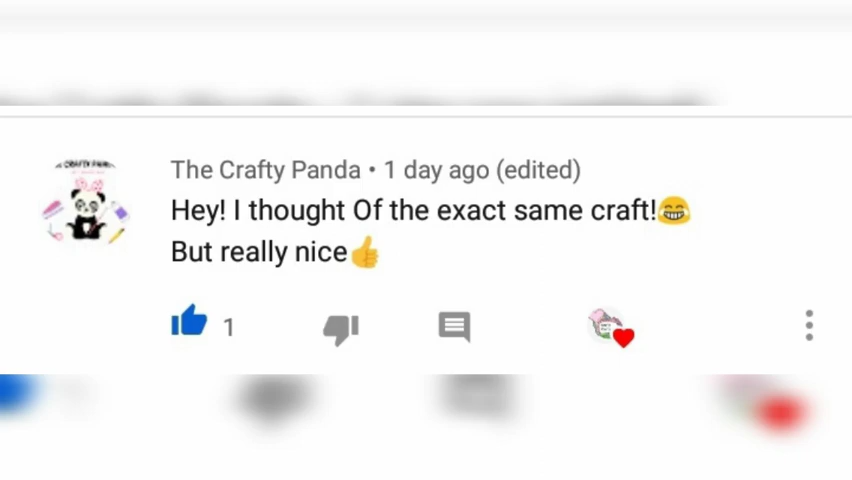 The Crafty Panda • 1 day ago (edited)
Hey! I thought Of the exact same craft!😂
But really nice👍
1